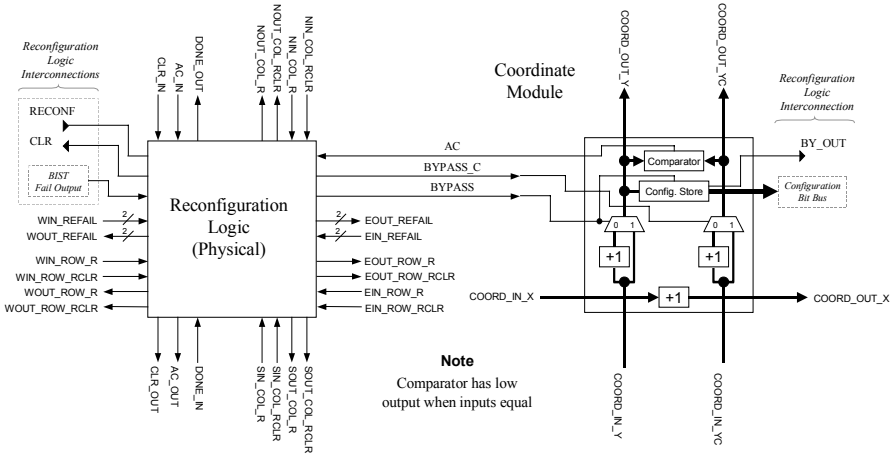 Reconfiguration
Logic
Interconnections
RECONF
CLR
BIST
Fail Output
CLR_IN
AC_IN
DONE_OUT
NOUT_COL_R
NOUT_COL_RCLR
NIN_COL_R
NIN_COL_RCLR
WIN_REFAIL
2
WOUT_REFAIL
2
WIN_ROW_R
WIN_ROW_RCLR
WOUT_ROW_R
WOUT_ROW_RCLR
Reconfiguration
Logic
(Physical)
2
EOUT_REFAIL
2
EIN_REFAIL
EOUT_ROW_R
EOUT_ROW_RCLR
EIN_ROW_R
EIN_ROW_RCLR
CLR_OUT
AC_OUT
DONE_IN
SIN_COL_R
SIN_COL_RCLR
SOUT_COL_R
SOUT_COL_RCLR
AC
BYPASS_C
BYPASS
Coordinate
Module
COORD_OUT_Y
COORD_OUT_YC
Comparator
Config. Store
0 1
0 1
+1
+1
COORD_IN_X
+1
COORD_OUT_X
COORD_IN_Y
COORD_IN_YC
Reconfiguration
Logic
Interconnection
BY_OUT
Configuration
Bit Bus
Note
Comparator has low
output when inputs equal